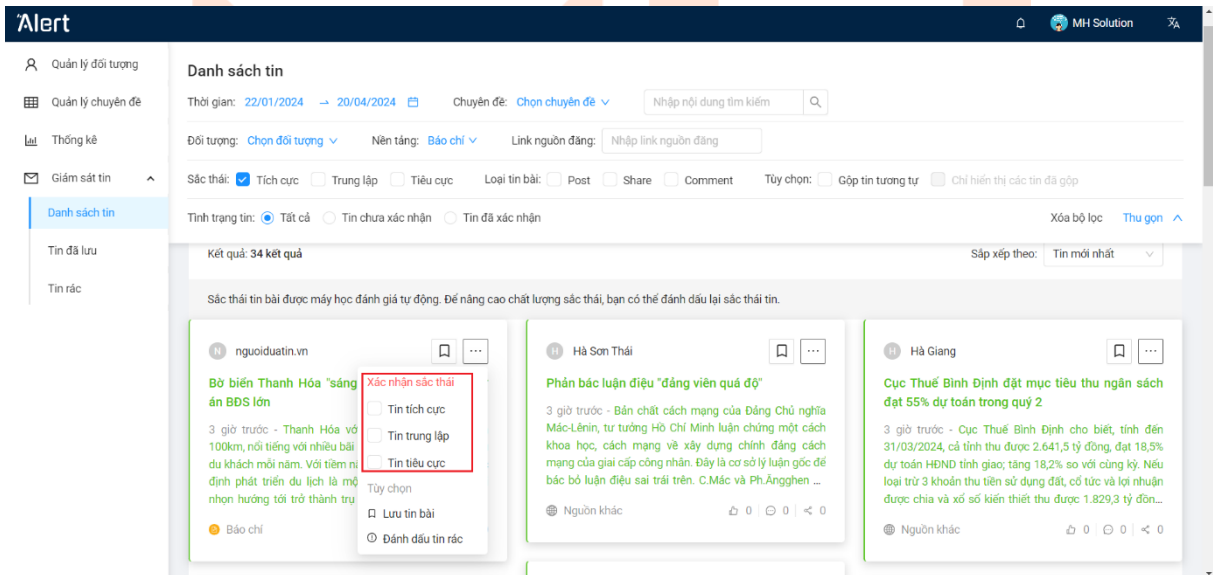 Alert
MH Solution
Quản lý đối tượng
Quản lý chuyên đề
Thống kê
Giám sát tin
Danh sách tin
Tin đã lưu
Tin rác
Danh sách tin
Thời gian: 22/01/2024 → 20/04/2024 Chuyên đề: Chọn chuyên đề Nhập nội dung tìm kiếm
Đối tượng: Chọn đối tượng Nền tảng: Báo chí Link nguồn đăng: Nhập link nguồn đăng
Sắc thái: Tích cực Trung lập Tiêu cực Loại tin bài: Post Share Comment Tùy chọn: Gộp tin tương tự Chỉ hiển thị các tin đã gộp
Tình trạng tin: Tất cả Tin chưa xác nhận Tin đã xác nhận Xóa bộ lọc Thu gọn
Kết quả: 34 kết quả Sắp xếp theo: Tin mới nhất
Sắc thái tin bài được máy học đánh giá tự động. Để nâng cao chất lượng sắc thái, bạn có thể đánh dấu lại sắc thái tin.
N nguoiduatin.vn
Bờ biển Thanh Hóa "sáng
án BĐS lớn
3 giờ trước - Thanh Hóa vớ
100km, nổi tiếng với nhiều bãi
du khách mỗi năm. Với tiềm nă
định phát triển du lịch là mộ
nhọn hướng tới trở thành trụ
Báo chí
Xác nhận sắc thái
Tin tích cực
Tin trung lập
Tin tiêu cực
Tùy chọn
Lưu tin bài
Đánh dấu tin rác
H Hà Sơn Thái
Phản bác luận điệu "đảng viên quá độ"
3 giờ trước - Bản chất cách mạng của Đảng Chủ nghĩa
Mác-Lênin, tư tưởng Hồ Chí Minh luận chứng một cách
khoa học, cách mạng về xây dựng chính đảng cách
mạng của giai cấp công nhân. Đây là cơ sở lý luận gốc để
bác bỏ luận điệu sai trái trên. C.Mác và Ph.Ăngghen ...
Nguồn khác 0 0 0
H Hà Giang
Cục Thuế Bình Định đặt mục tiêu thu ngân sách
đạt 55% dự toán trong quý 2
3 giờ trước - Cục Thuế Bình Định cho biết, tính đến
31/03/2024, cả tỉnh thu được 2.641,5 tỷ đồng, đạt 18,5%
dự toán HĐND tỉnh giao; tăng 18,2% so với cùng kỳ. Nếu
loại trừ 3 khoản thu tiền sử dụng đất, cổ tức và lợi nhuận
được chia và xổ số kiến thiết thu được 1.829,3 tỷ đồn...
Nguồn khác 0 0 0